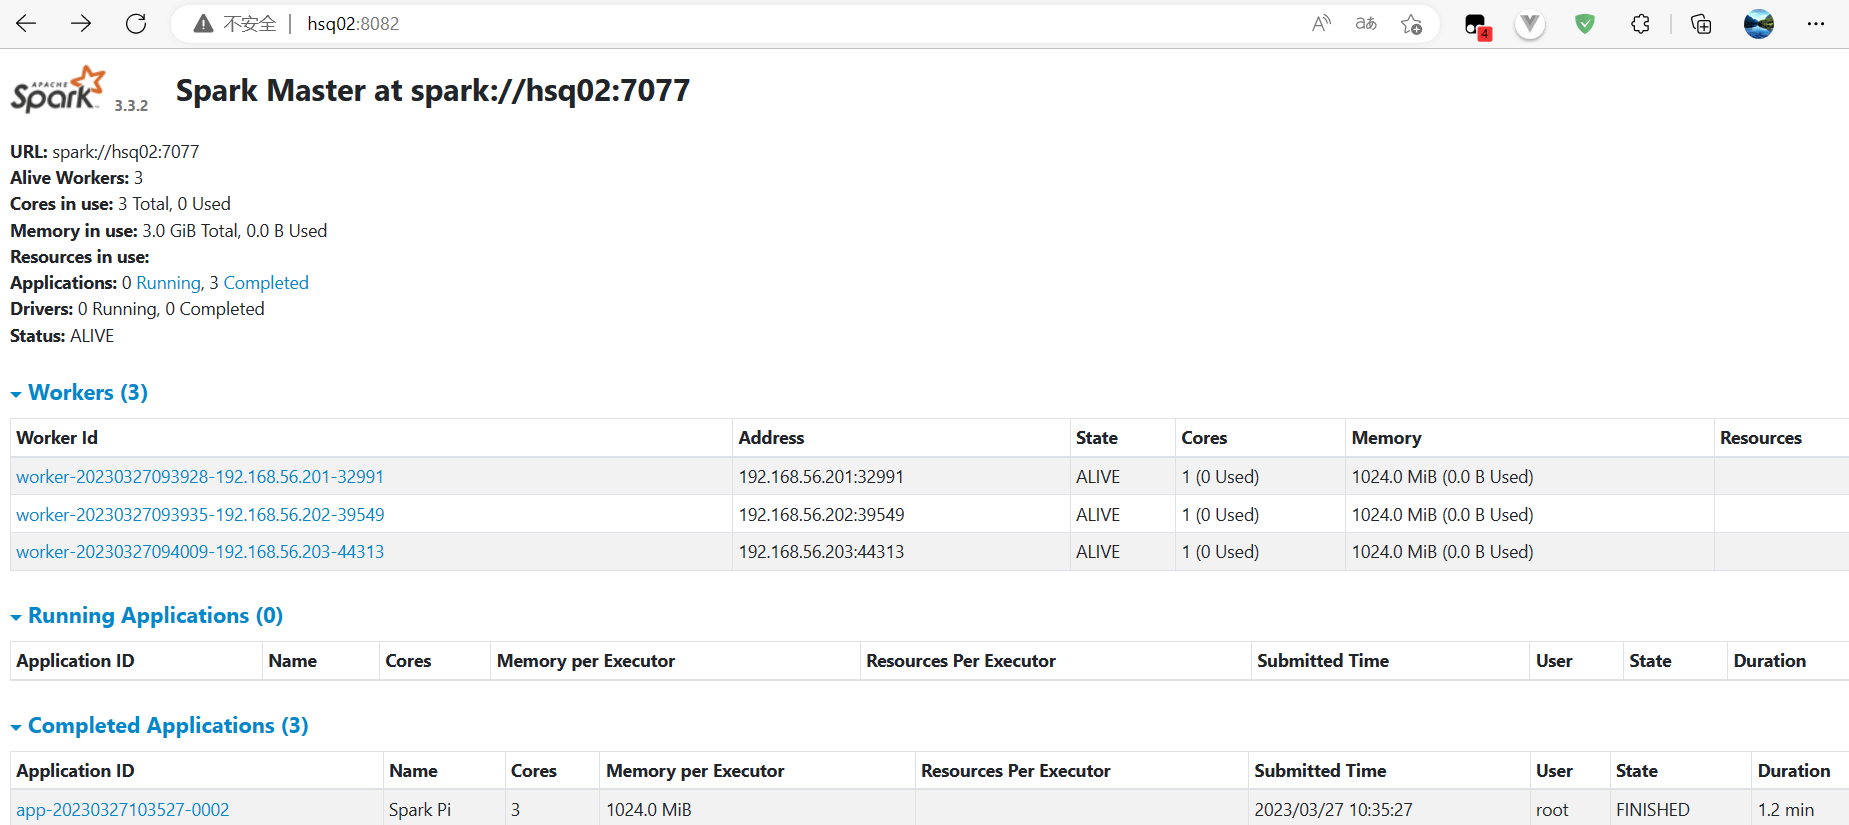 不安全 hsq02:8082
4
APACHE
Spark 3.3.2 Spark Master at spark://hsq02:7077
URL: spark://hsq02:7077
Alive Workers: 3
Cores in use: 3 Total, 0 Used
Memory in use: 3.0 GiB Total, 0.0 B Used
Resources in use:
Applications: 0 Running, 3 Completed
Drivers: 0 Running, 0 Completed
Status: ALIVE
Workers (3)
Worker Id Address State Cores Memory Resources
worker-20230327093928-192.168.56.201-32991 192.168.56.201:32991 ALIVE 1 (0 Used) 1024.0 MiB (0.0 B Used)
worker-20230327093935-192.168.56.202-39549 192.168.56.202:39549 ALIVE 1 (0 Used) 1024.0 MiB (0.0 B Used)
worker-20230327094009-192.168.56.203-44313 192.168.56.203:44313 ALIVE 1 (0 Used) 1024.0 MiB (0.0 B Used)
Running Applications (0)
Application ID Name Cores Memory per Executor Resources Per Executor Submitted Time User State Duration
Completed Applications (3)
Application ID Name Cores Memory per Executor Resources Per Executor Submitted Time User State Duration
app-20230327103527-0002 Spark Pi 3 1024.0 MiB 2023/03/27 10:35:27 root FINISHED 1.2 min